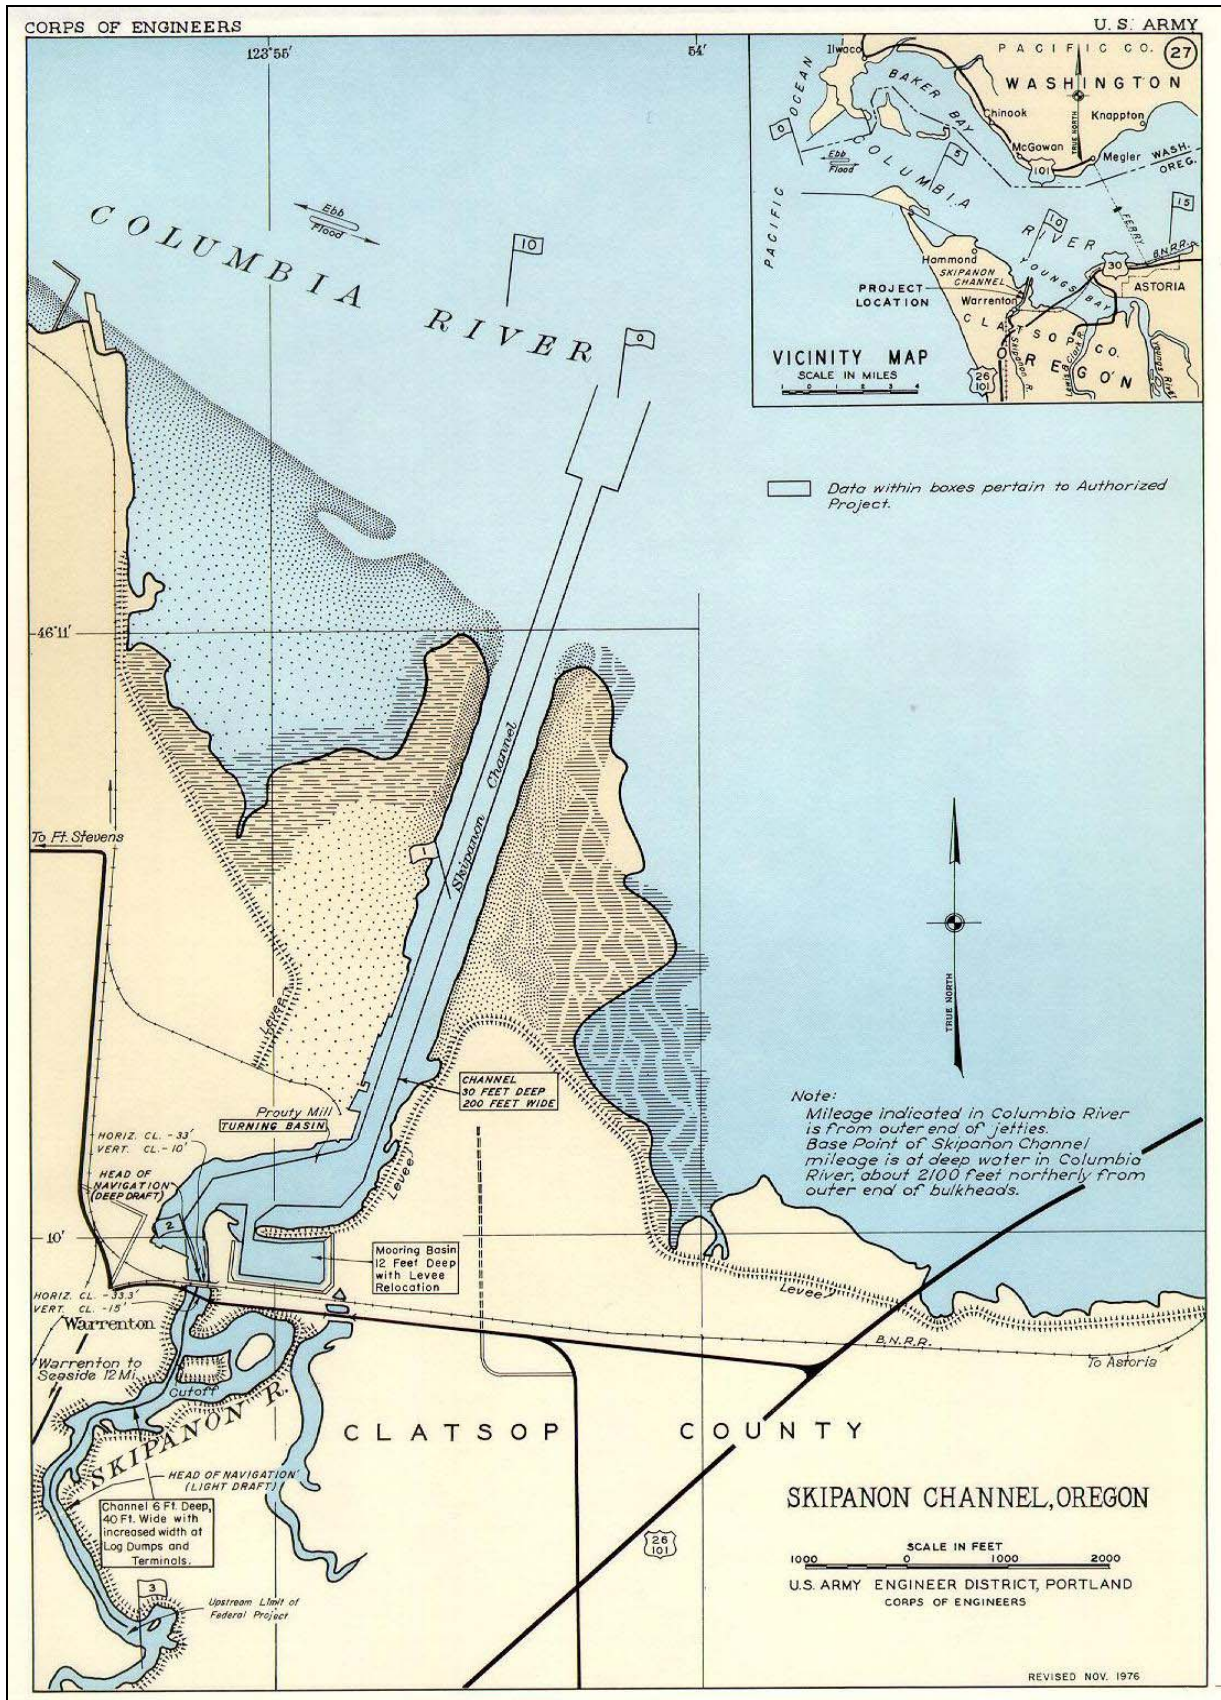 CORPS OF ENGINEERS
U. S. ARMY
123°55'
54'
27
Ilwaco
PACIFIC CO.
WASHINGTON
OCEAN
BAKER BAY
Chinook
Knappton
TRUE NORTH
McGowan
Megler
WASH.
OREG.
0
Ebb
Flood
COLUMBIA
5
101
PACIFIC
10
15
RIVER
FERRY
B.N.R.R.
Hammond
SKIPANON
CHANNEL
YOUNGS BAY
30
ASTORIA
PROJECT
LOCATION
Warrenton
CLATSOP CO.
OREGON
Skipanon R.
Lewis & Clark R.
Youngs River
26
101
VICINITY MAP
SCALE IN MILES
1 0 1 2 3 4
COLUMBIA RIVER
Ebb
Flood
10
0
Data within boxes pertain to Authorized
Project.
46°11'
Skipanon Channel
1
To Ft. Stevens
Levee
TRUE NORTH
CHANNEL
30 FEET DEEP
200 FEET WIDE
Prouty Mill
TURNING BASIN
HORIZ. CL. - 33'
VERT. CL. - 10'
HEAD OF
NAVIGATION
(DEEP DRAFT)
2
Levee
Note:
Mileage indicated in Columbia River
is from outer end of jetties.
Base Point of Skipanon Channel
mileage is at deep water in Columbia
River, about 2100 feet northerly from
outer end of bulkheads.
10'
Mooring Basin
12 Feet Deep
with Levee
Relocation
Levee
HORIZ. CL. - 33.3'
VERT. CL. - 15'
Warrenton
B.N.R.R.
To Astoria
Warrenton to
Seaside 12 Mi.
Cutoff
SKIPANON R.
CLATSOP COUNTY
HEAD OF NAVIGATION
(LIGHT DRAFT)
Channel 6 Ft. Deep,
40 Ft. Wide with
increased width at
Log Dumps and
Terminals.
3
Upstream Limit of
Federal Project
26
101
SKIPANON CHANNEL, OREGON
SCALE IN FEET
1000 0 1000 2000
U.S. ARMY ENGINEER DISTRICT, PORTLAND
CORPS OF ENGINEERS
REVISED NOV. 1976